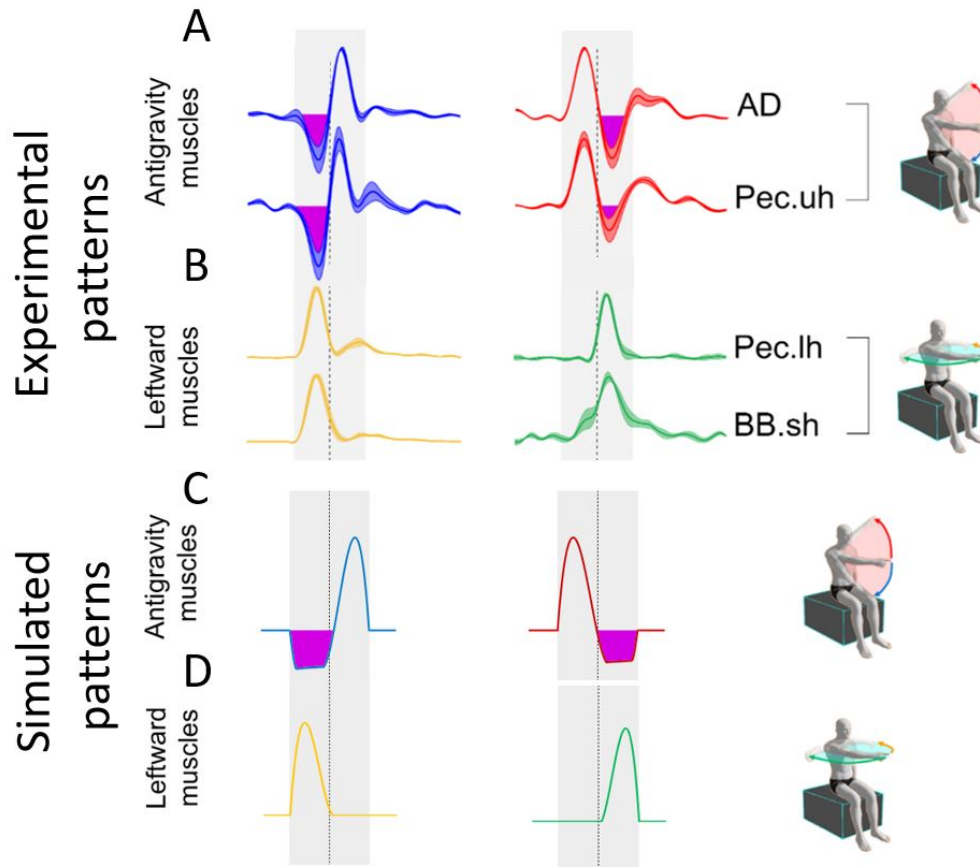 Experimental
patterns
A
Antigravity
muscles
AD
Pec.uh
B
Leftward
muscles
Pec.lh
BB.sh
Simulated
patterns
C
Antigravity
muscles
D
Leftward
muscles